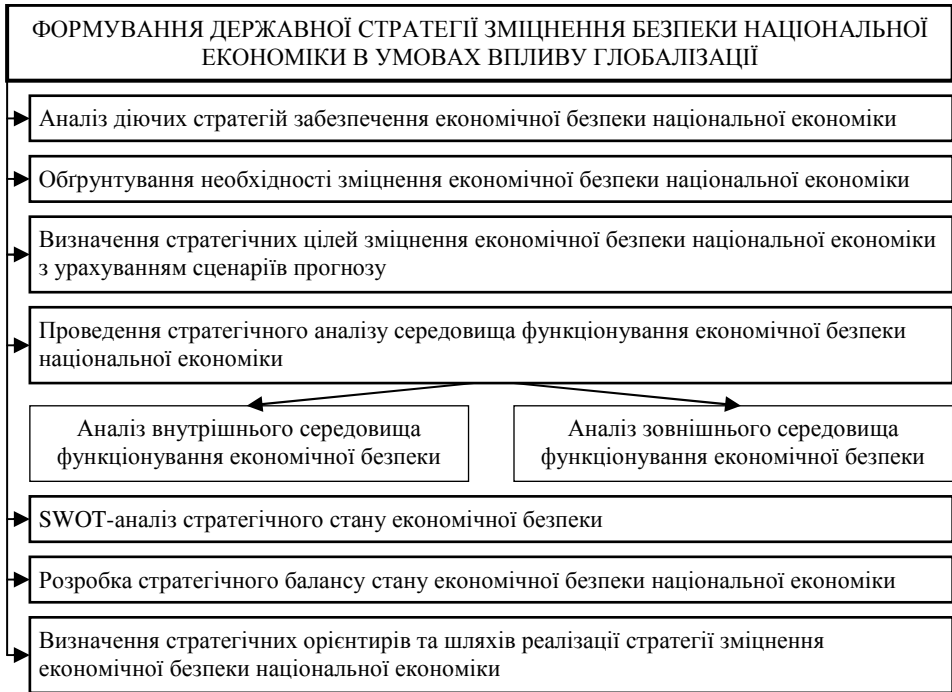 ФОРМУВАННЯ ДЕРЖАВНОЇ СТРАТЕГІЇ ЗМІЦНЕННЯ БЕЗПЕКИ НАЦІОНАЛЬНОЇ
ЕКОНОМІКИ В УМОВАХ ВПЛИВУ ГЛОБАЛІЗАЦІЇ
Аналіз діючих стратегій забезпечення економічної безпеки національної економіки
Обґрунтування необхідності зміцнення економічної безпеки національної економіки
Визначення стратегічних цілей зміцнення економічної безпеки національної економіки
з урахуванням сценаріїв прогнозу
Проведення стратегічного аналізу середовища функціонування економічної безпеки
національної економіки
Аналіз внутрішнього середовища
функціонування економічної безпеки
Аналіз зовнішнього середовища
функціонування економічної безпеки
SWOT-аналіз стратегічного стану економічної безпеки
Розробка стратегічного балансу стану економічної безпеки національної економіки
Визначення стратегічних орієнтирів та шляхів реалізації стратегії зміцнення
економічної безпеки національної економіки